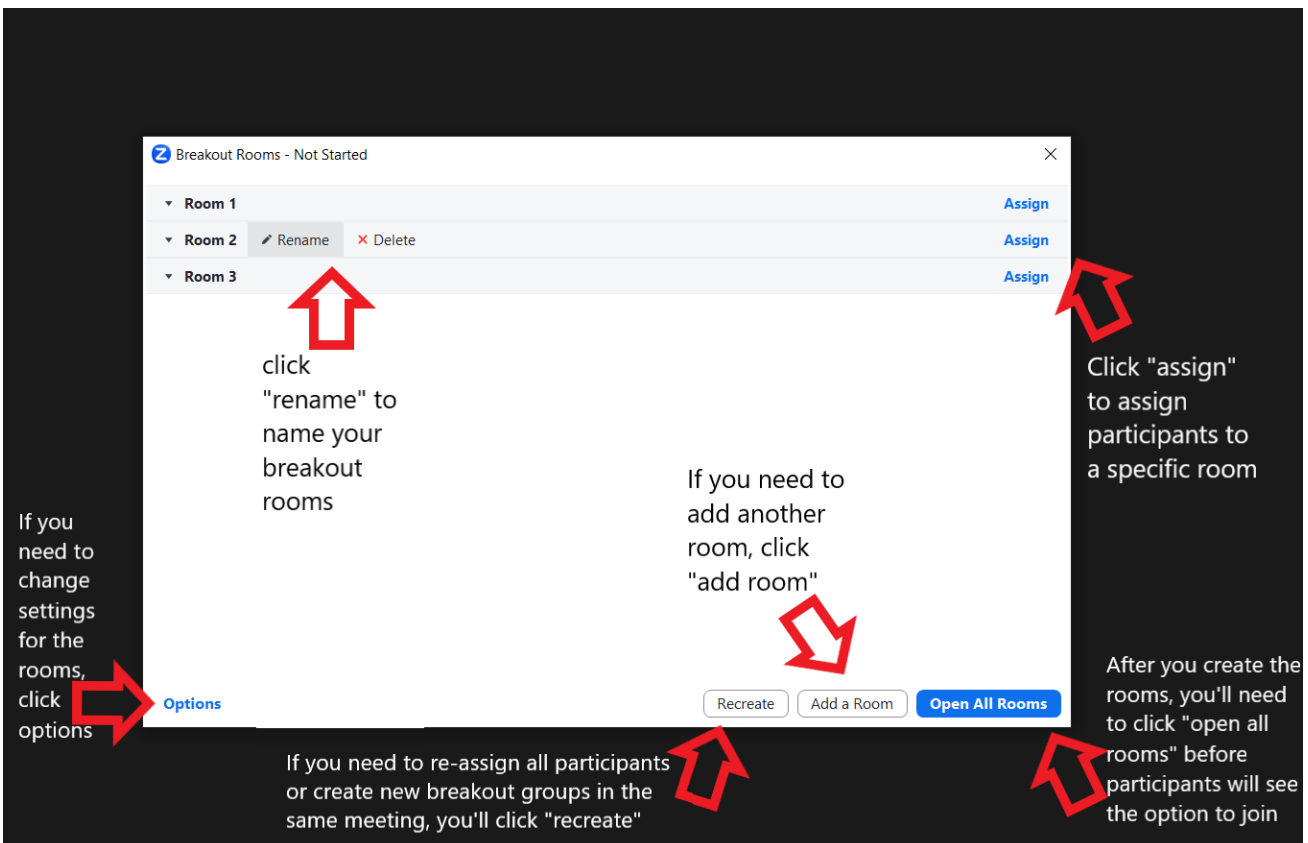 Breakout Rooms - Not Started
Room 1
Assign
Room 2
Rename
Delete
Assign
Room 3
Assign
click
"rename" to
name your
breakout
rooms
Click "assign"
to assign
participants to
a specific room
If you need to
add another
room, click
"add room"
If you
need to
change
settings
for the
rooms,
click
options
Options
Recreate
Add a Room
Open All Rooms
After you create the
rooms, you'll need
to click "open all
rooms" before
participants will see
the option to join
If you need to re-assign all participants
or create new breakout groups in the
same meeting, you'll click "recreate"